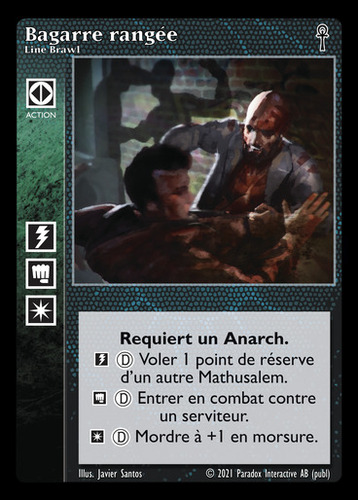 Bagarre rangée
Line Brawl
ACTION
Requiert un Anarch.
D Voler 1 point de réserve
d'un autre Mathusalem.
D Entrer en combat contre
un serviteur.
D Mordre à +1 en morsure.
Illus. Javier Santos © 2021 Paradox Interactive AB (publ)